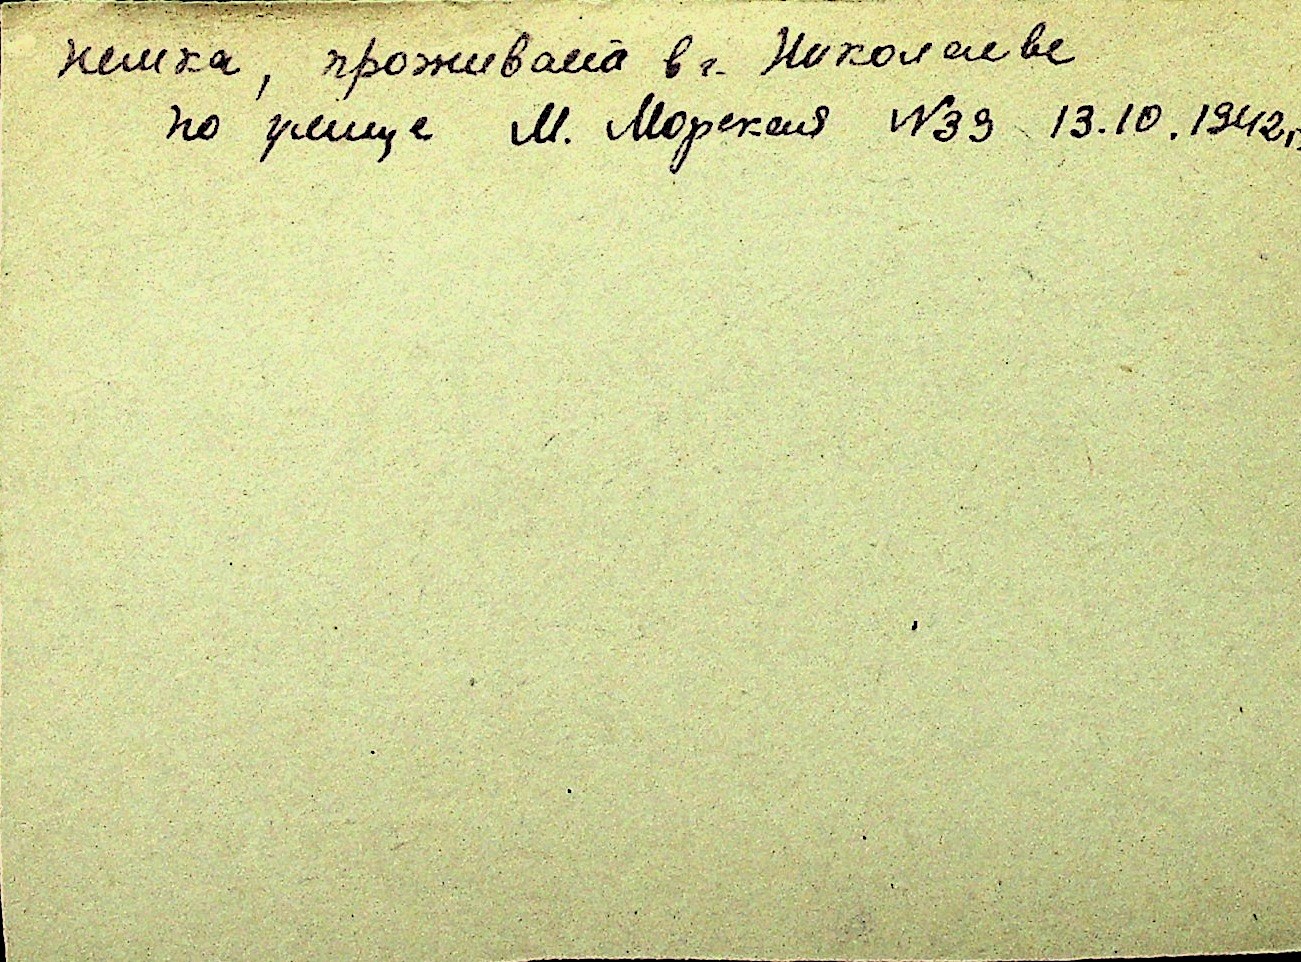 немка, проживала в г. Николаеве
по улице М. Морская №39 13.10.1942г.